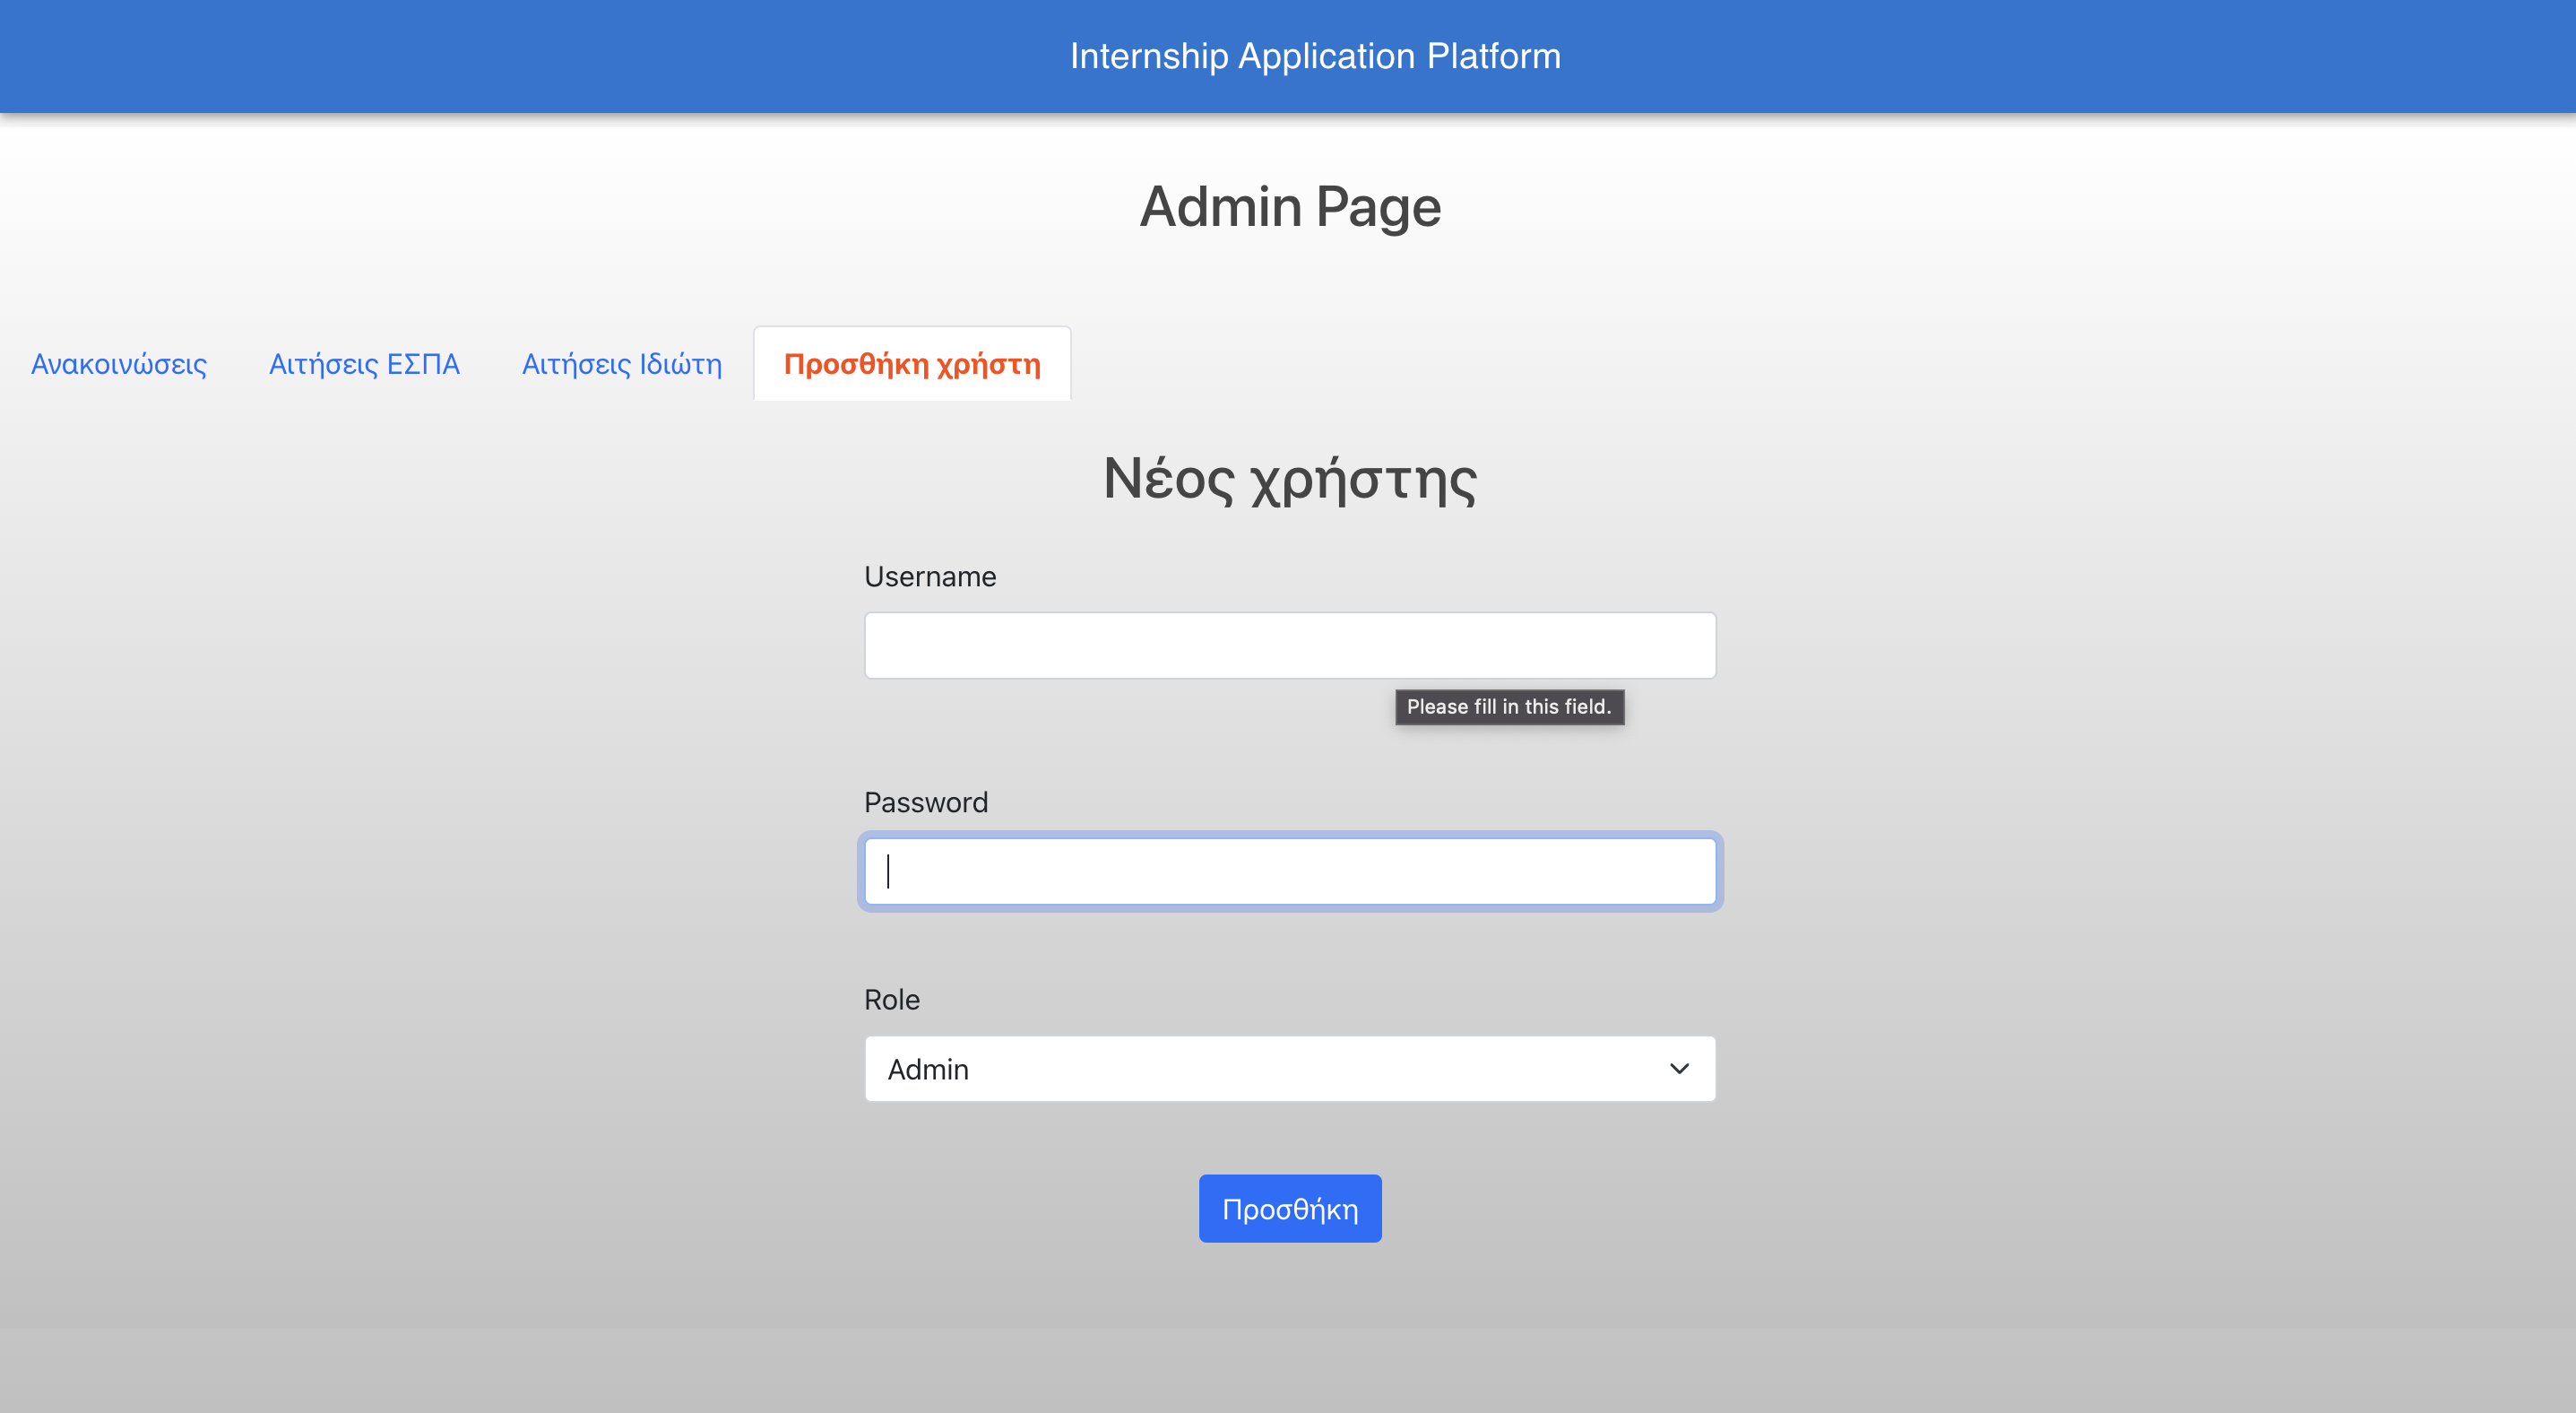 Internship Application Platform
Admin Page
Ανακοινώσεις Αιτήσεις ΕΣΠΑ Αιτήσεις Ιδιώτη Προσθήκη χρήστη
Νέος χρήστης
Username
Please fill in this field.
Password
Role
Admin
Προσθήκη